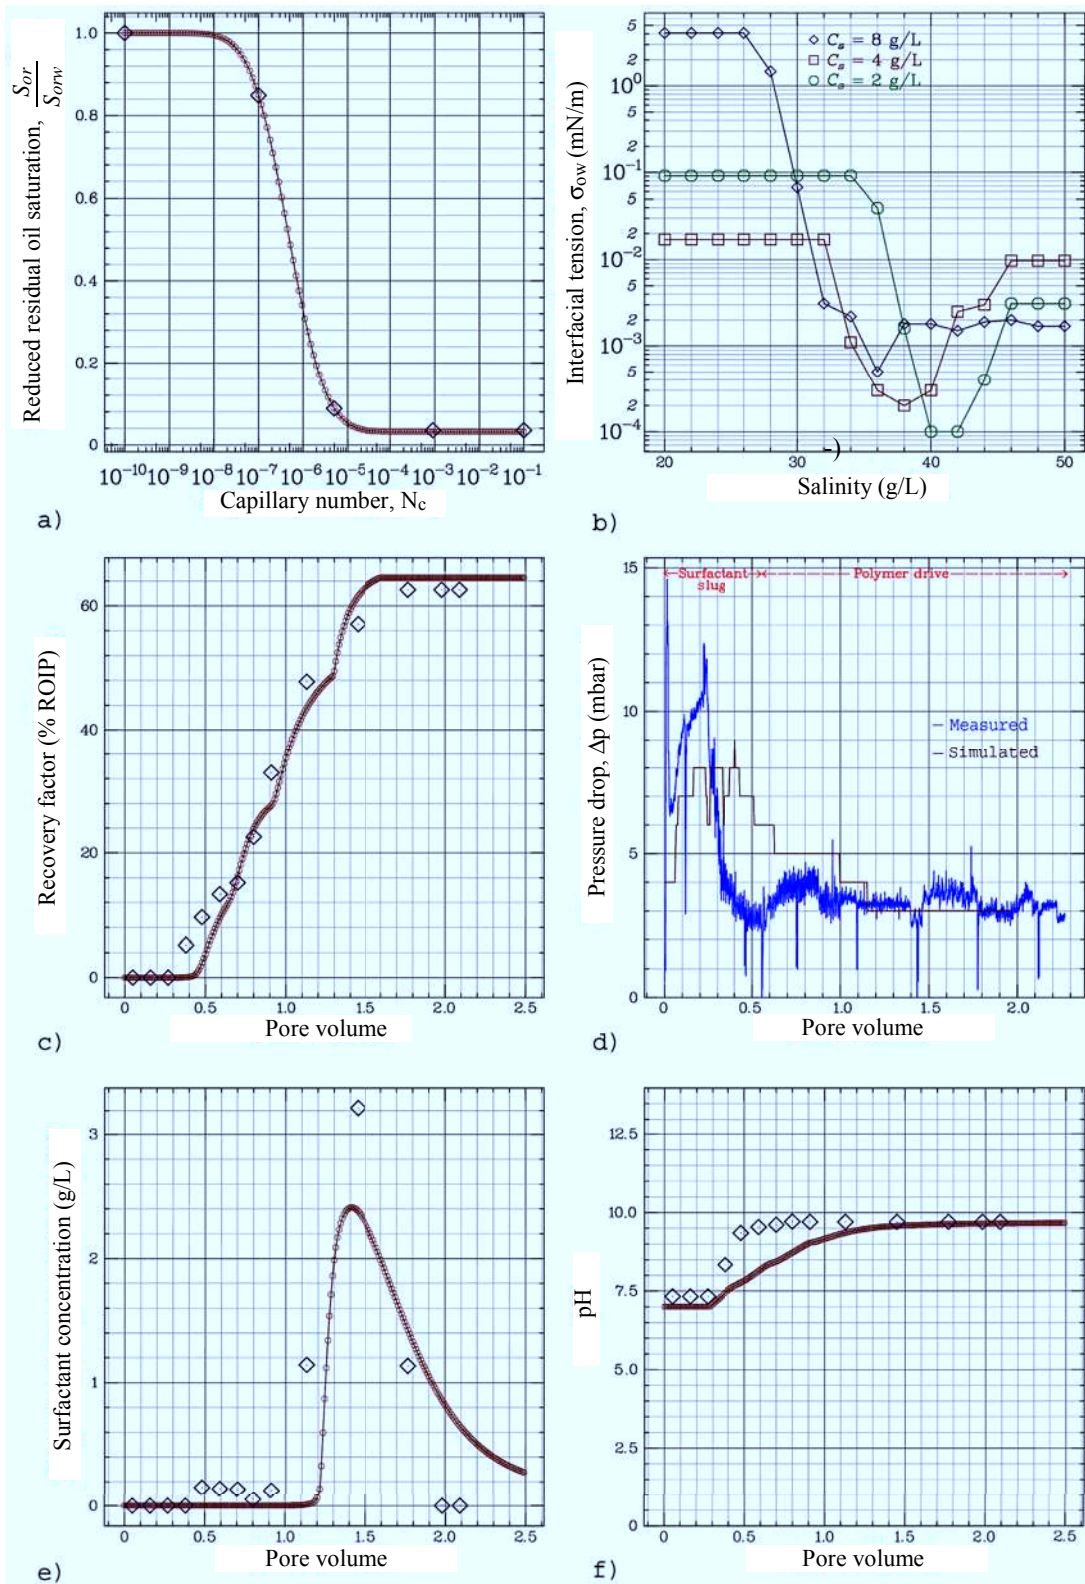 Reduced residual oil saturation, S_or/S_orw
1.0
0.8
0.6
0.4
0.2
0
10⁻¹⁰ 10⁻⁹ 10⁻⁸ 10⁻⁷ 10⁻⁶ 10⁻⁵ 10⁻⁴ 10⁻³ 10⁻² 10⁻¹
Capillary number, Nc
a)
Interfacial tension, σow (mN/m)
5
2
10⁰
5
2
10⁻¹
5
2
10⁻²
5
2
10⁻³
5
2
10⁻⁴
Cs = 8 g/L
Cs = 4 g/L
Cs = 2 g/L
20 30 40 50
-)
Salinity (g/L)
b)
Recovery factor (% ROIP)
60
40
20
0
0 0.5 1.0 1.5 2.0 2.5
Pore volume
c)
Pressure drop, Δp (mbar)
15
10
5
0
Surfactant slug
Polymer drive
Measured
Simulated
0 0.5 1.0 1.5 2.0
Pore volume
d)
Surfactant concentration (g/L)
3
2
1
0
0 0.5 1.0 1.5 2.0 2.5
Pore volume
e)
pH
12.5
10.0
7.5
5.0
2.5
0
0 0.5 1.0 1.5 2.0 2.5
Pore volume
f)